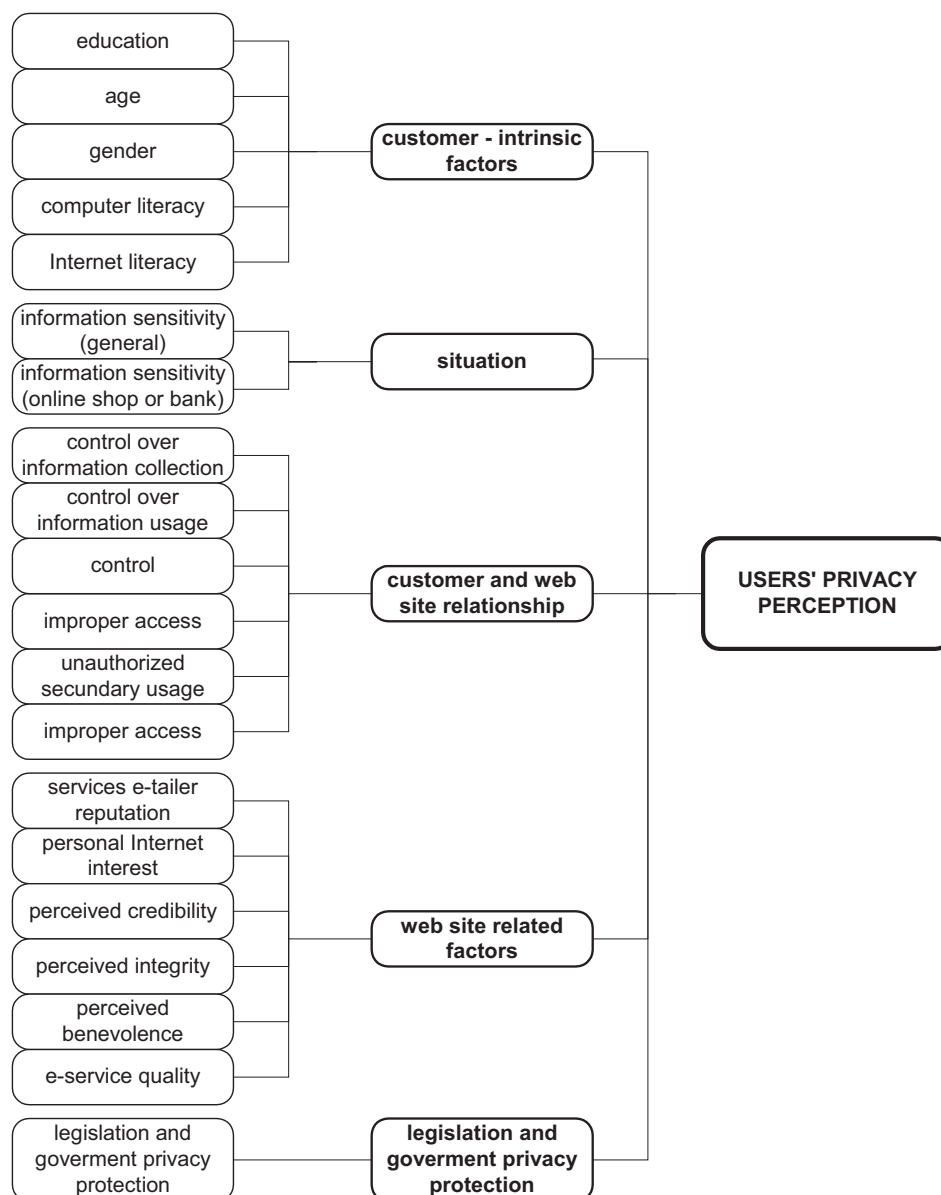 education
age
gender
computer literacy
Internet literacy
customer - intrinsic
factors
information sensitivity
(general)
information sensitivity
(online shop or bank)
situation
control over
information collection
control over
information usage
control
improper access
unauthorized
secundary usage
improper access
customer and web
site relationship
services e-tailer
reputation
personal Internet
interest
perceived credibility
perceived integrity
perceived
benevolence
e-service quality
web site related
factors
legislation and
goverment privacy
protection
legislation and
goverment privacy
protection
USERS' PRIVACY
PERCEPTION